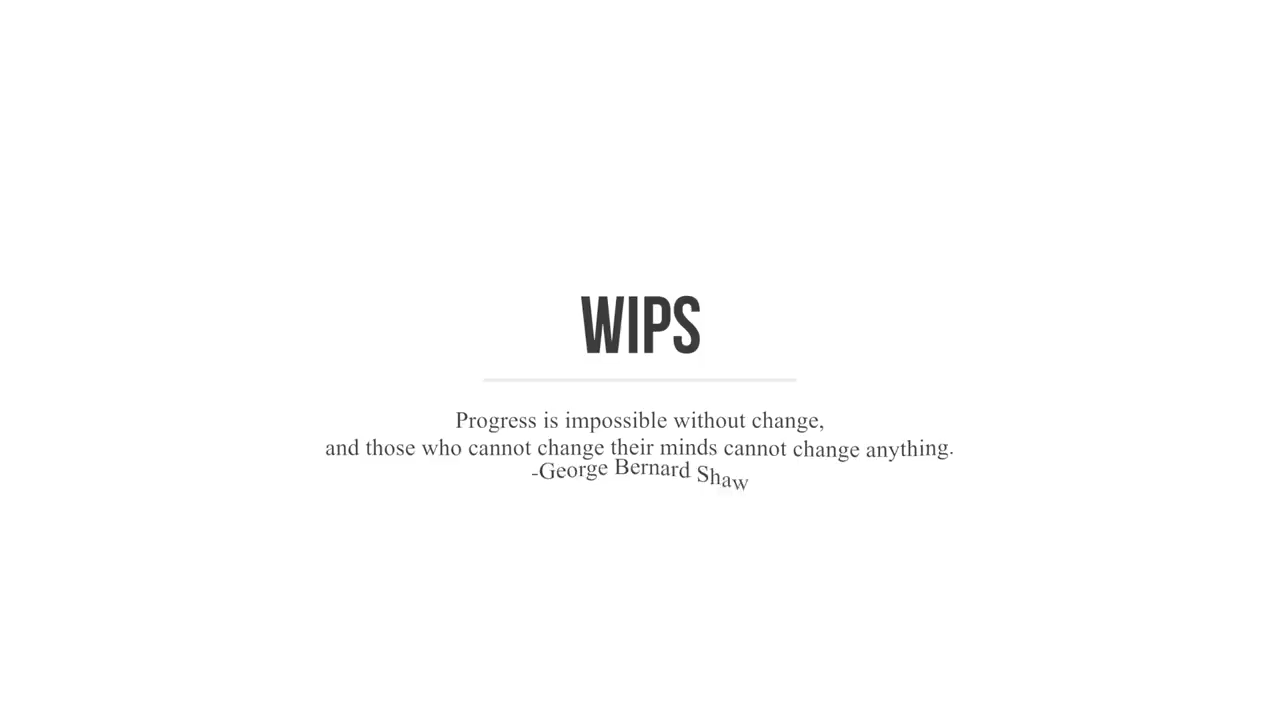 WIPS
Progress is impossible without change,
and those who cannot change their minds cannot change anything.
-George Bernard Shaw